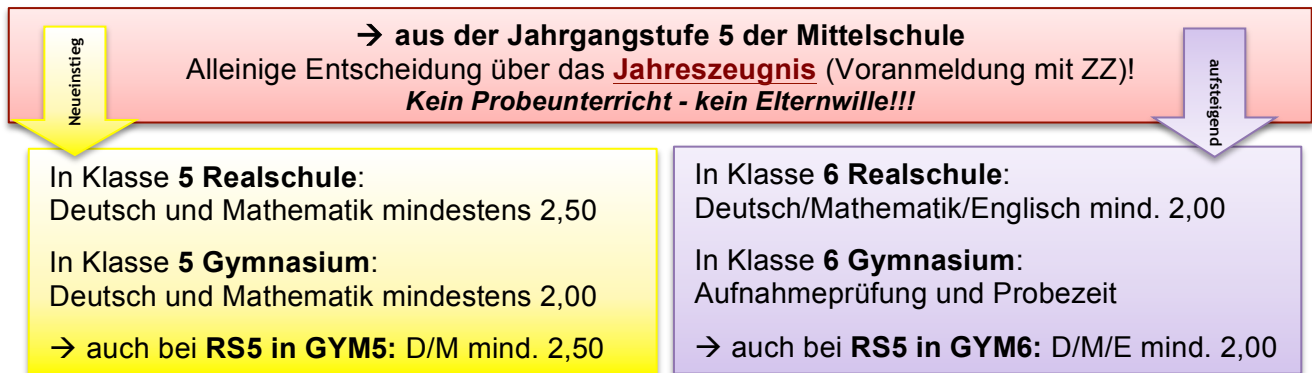 → aus der Jahrgangstufe 5 der Mittelschule
Alleinige Entscheidung über das Jahreszeugnis (Voranmeldung mit ZZ)!
Kein Probeunterricht - kein Elternwille!!!
Neueinstieg
aufsteigend
In Klasse 5 Realschule:
Deutsch und Mathematik mindestens 2,50
In Klasse 5 Gymnasium:
Deutsch und Mathematik mindestens 2,00
→ auch bei RS5 in GYM5: D/M mind. 2,50
In Klasse 6 Realschule:
Deutsch/Mathematik/Englisch mind. 2,00
In Klasse 6 Gymnasium:
Aufnahmeprüfung und Probezeit
→ auch bei RS5 in GYM6: D/M/E mind. 2,00